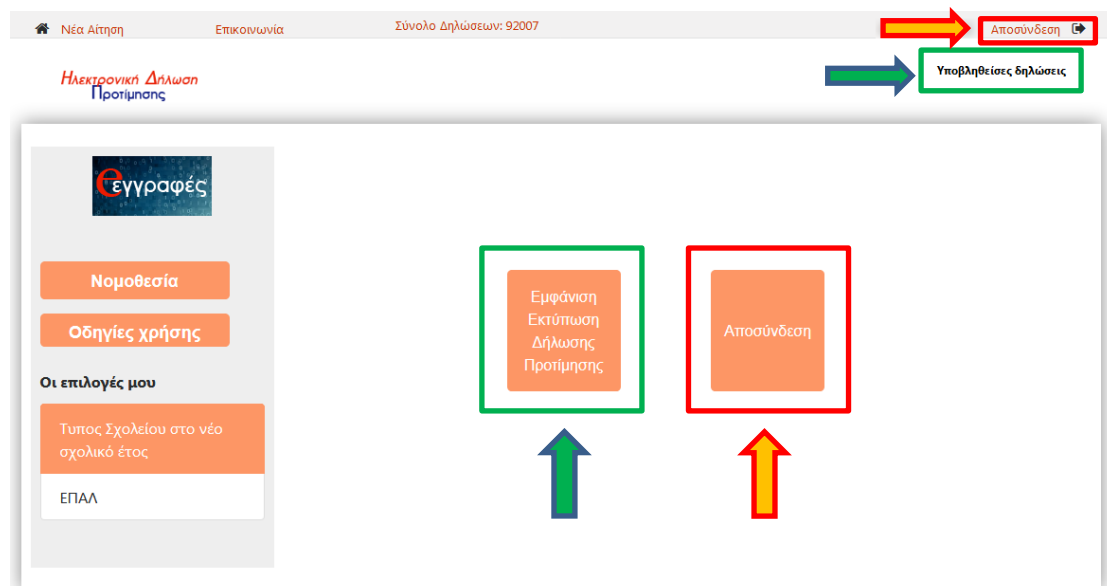 Νέα Αίτηση
Επικοινωνία
Σύνολο Δηλώσεων: 92007
Αποσύνδεση
Υποβληθείσες δηλώσεις
Ηλεκτρονική Δήλωση
Προτίμησης
eεγγραφές
Νομοθεσία
Οδηγίες χρήσης
Οι επιλογές μου
Τυπος Σχολείου στο νέο
σχολικό έτος
ΕΠΑΛ
Εμφάνιση
Εκτύπωση
Δήλωσης
Προτίμησης
Αποσύνδεση